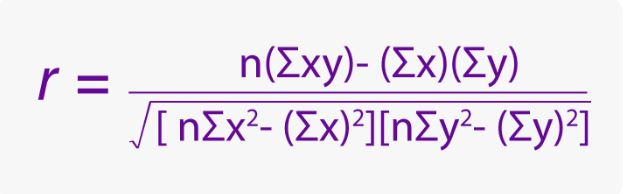 r = n(Σxy)- (Σx)(Σy)
√[ nΣx²- (Σx)²][nΣy²- (Σy)²]